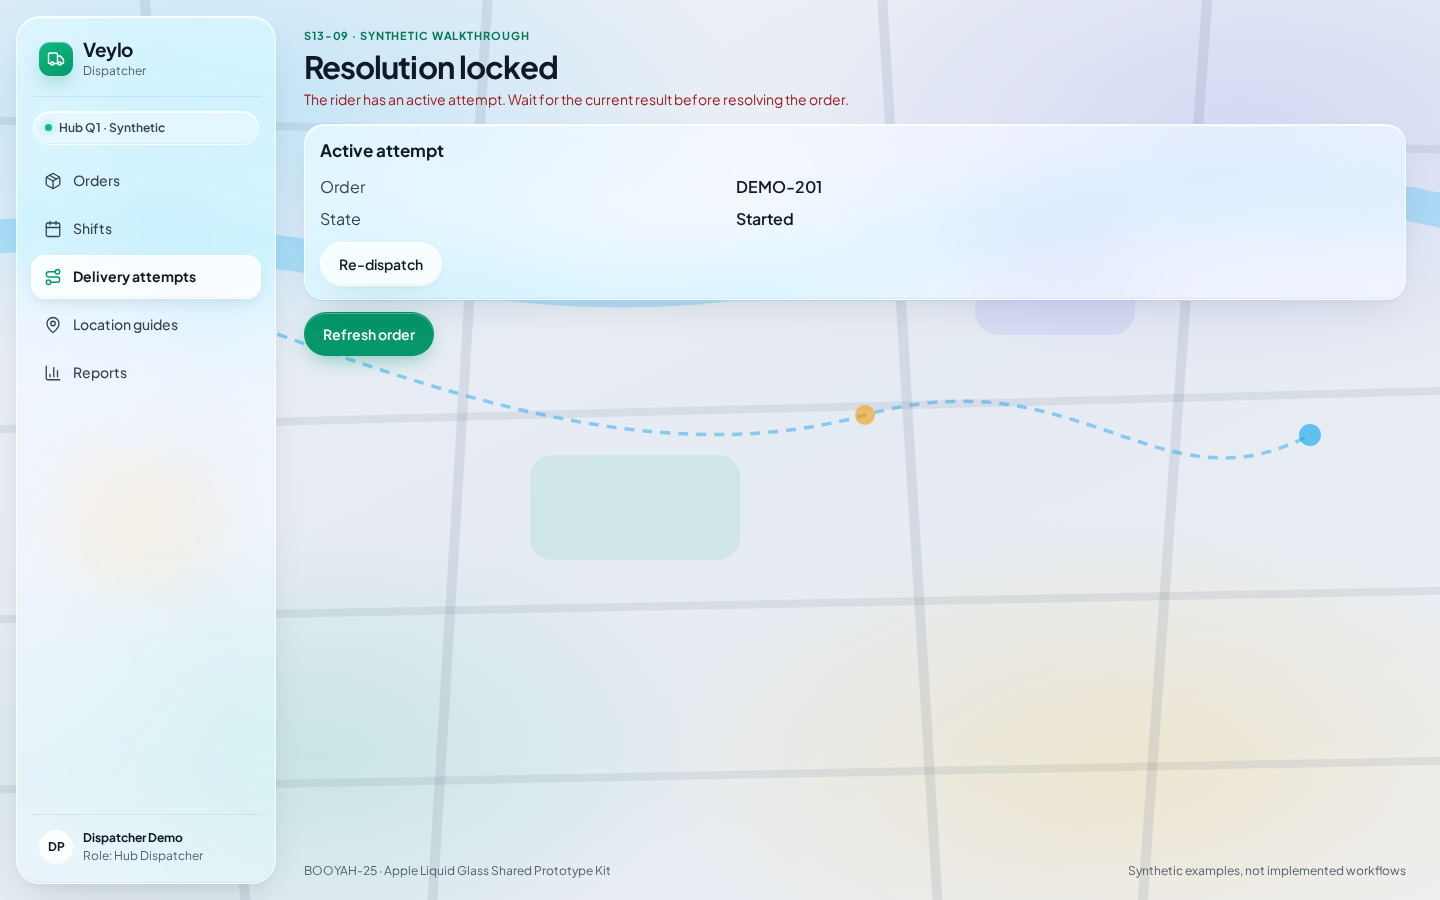 Veylo
Dispatcher
Hub Q1 · Synthetic
Orders
Shifts
Delivery attempts
Location guides
Reports
DP
Dispatcher Demo
Role: Hub Dispatcher
S13-09 · SYNTHETIC WALKTHROUGH
Resolution locked
The rider has an active attempt. Wait for the current result before resolving the order.
Active attempt
Order DEMO-201
State Started
Re-dispatch
Refresh order
BOOYAH-25 · Apple Liquid Glass Shared Prototype Kit
Synthetic examples, not implemented workflows